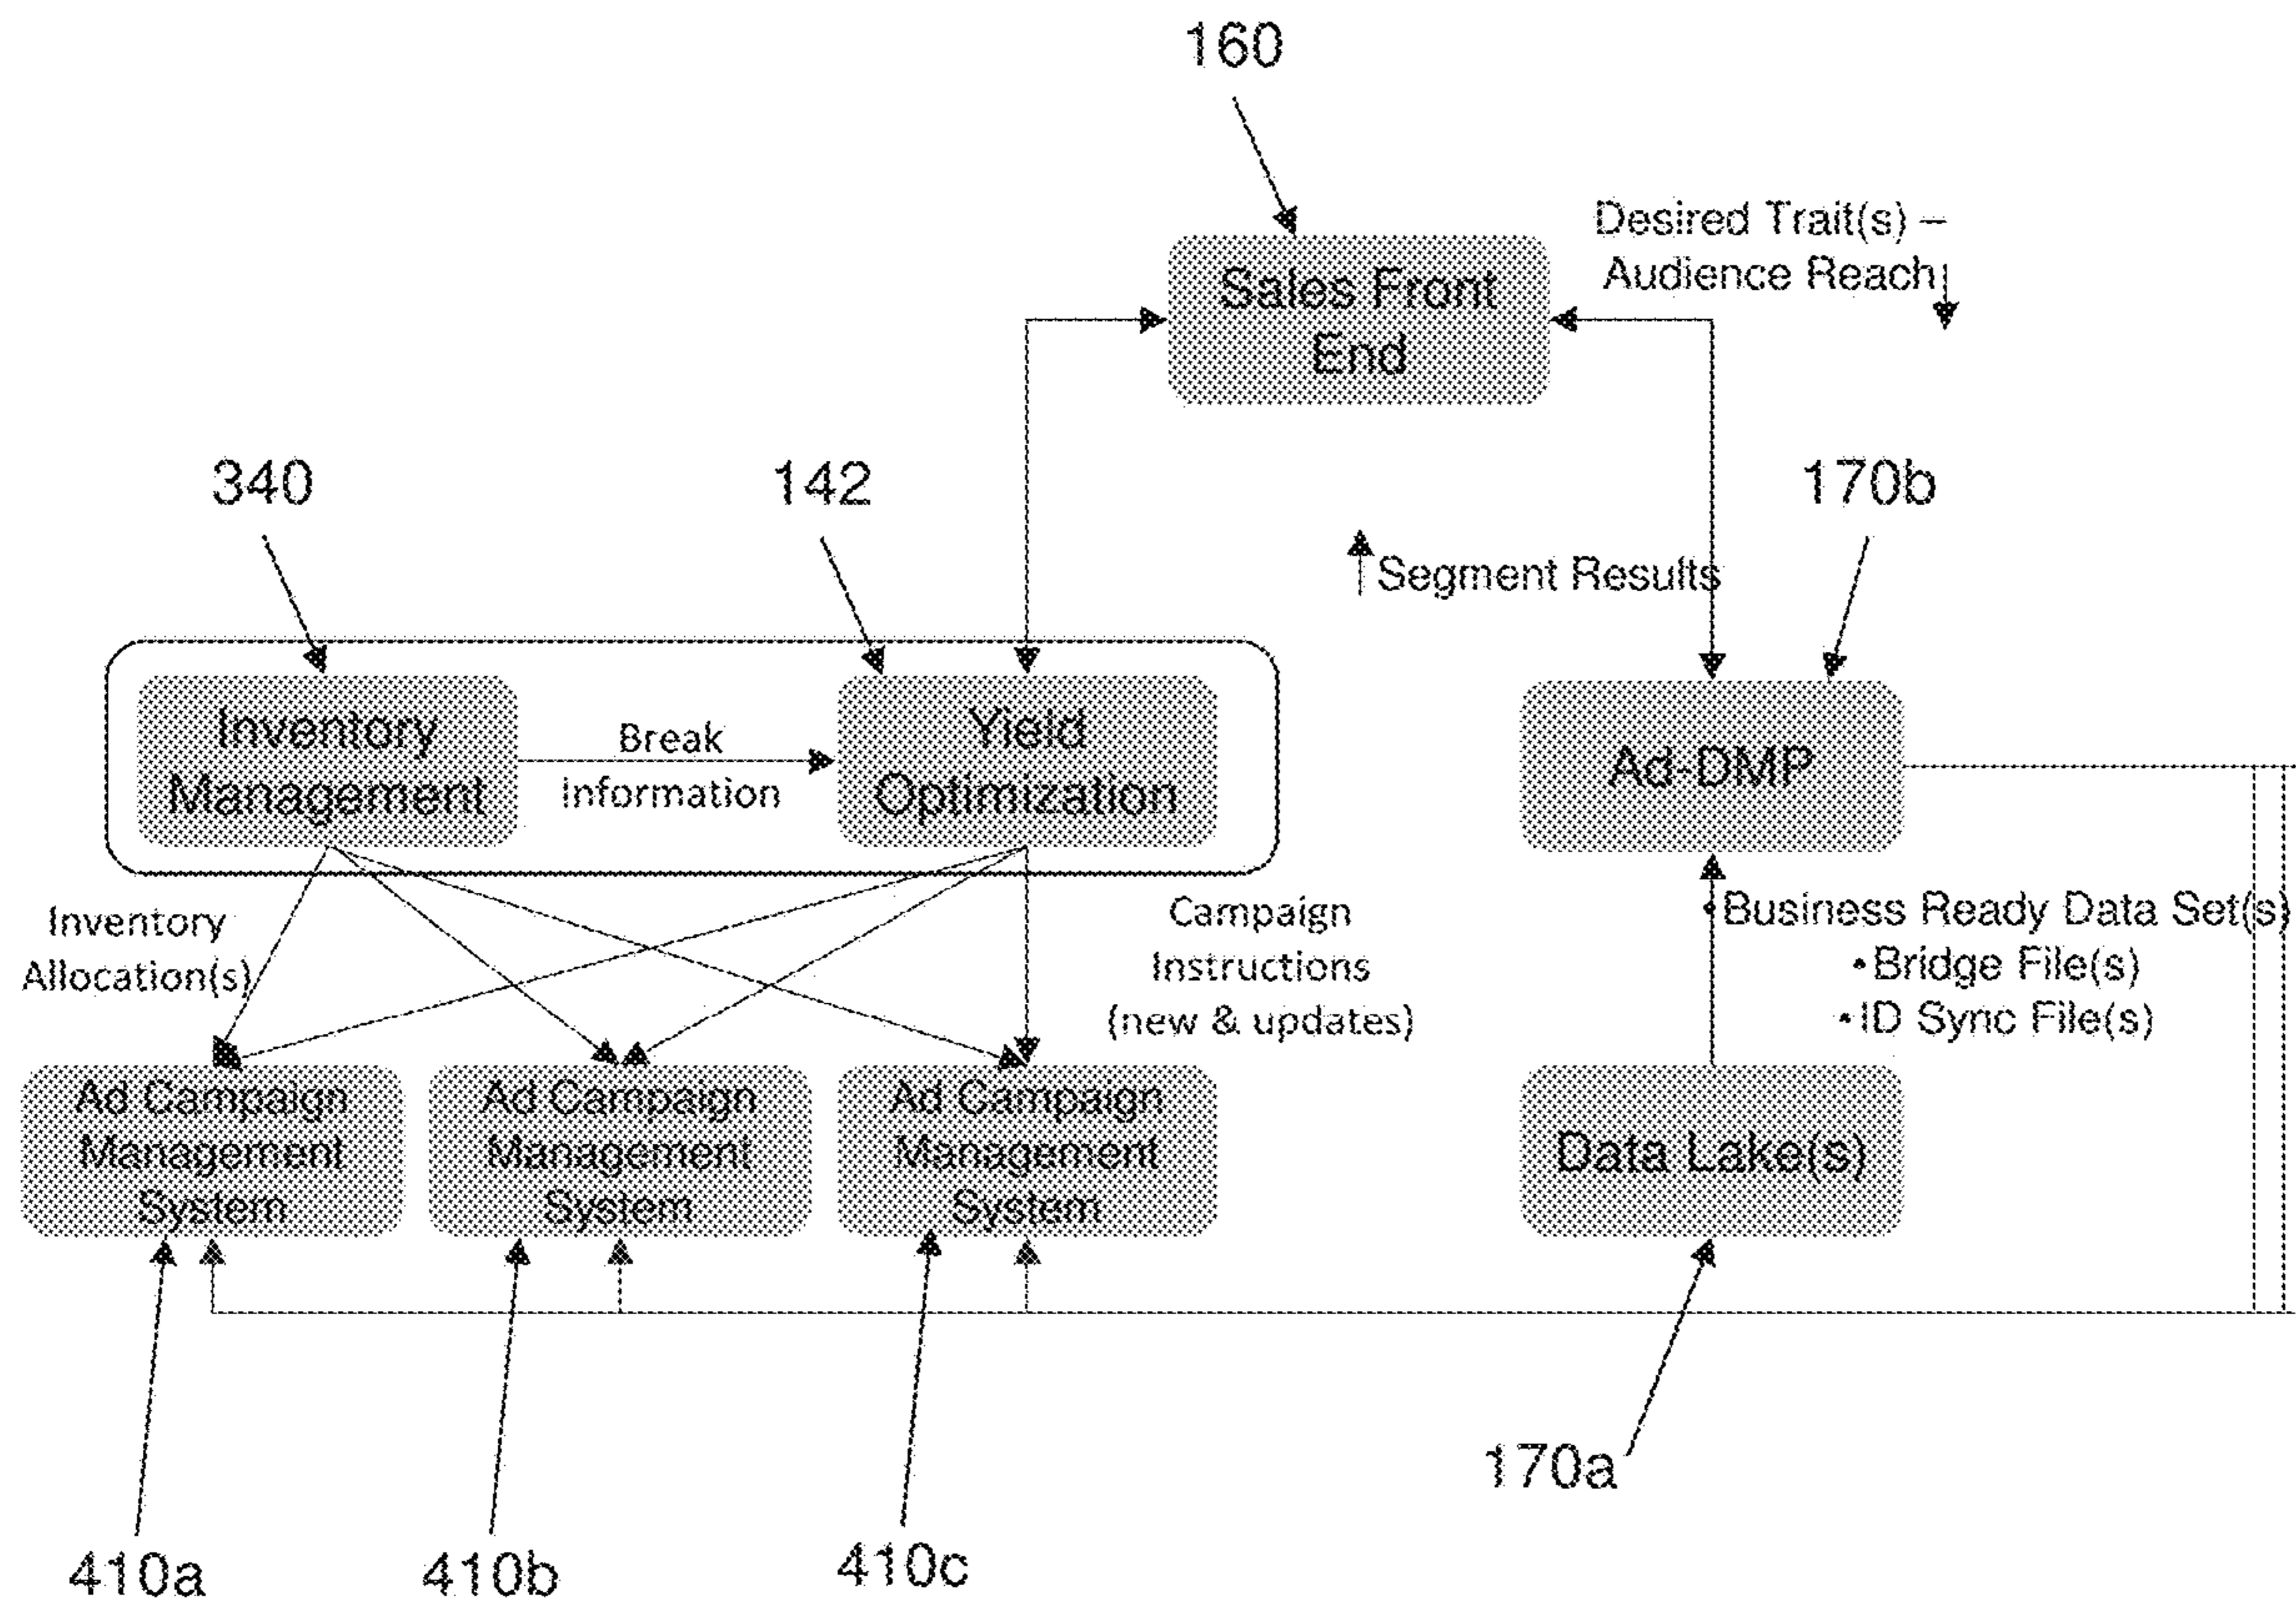 160
Desired Trait(s) –
Audience Reach
Sales Front
End
340
142
170b
Segment Results
Inventory
Management
Break
information
Yield
Optimization
Ad-DMP
Inventory
Allocation(s)
Campaign
Instructions
(new & updates)
•Business Ready Data Set(s)
•Bridge File(s)
•ID Sync File(s)
Ad Campaign
Management
System
Ad Campaign
Management
System
Ad Campaign
Management
System
Data Lake(s)
170a
410a
410b
410c